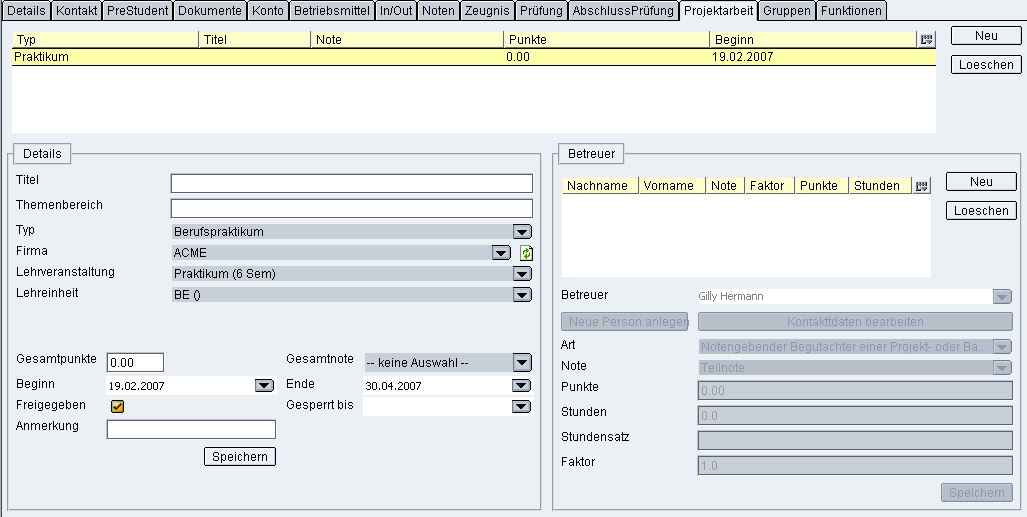 Details Kontakt PreStudent Dokumente Konto Betriebsmittel In/Out Noten Zeugnis Prüfung AbschlussPrüfung Projektarbeit Gruppen Funktionen
Typ Titel Note Punkte Beginn
Praktikum 0.00 19.02.2007
Neu
Loeschen
Details
Titel
Themenbereich
Typ Berufspraktikum
Firma ACME
Lehrveranstaltung Praktikum (6 Sem)
Lehreinheit BE ()
Gesamtpunkte 0.00 Gesamtnote -- keine Auswahl --
Beginn 19.02.2007 Ende 30.04.2007
Freigegeben Gesperrt bis
Anmerkung
Speichern
Betreuer
Nachname Vorname Note Faktor Punkte Stunden
Neu
Loeschen
Betreuer Gilly Hermann
Neue Person anlegen Kontakttdaten bearbeiten
Art Notengebender Begutachter einer Projekt- oder Ba...
Note Teilnote
Punkte 0.00
Stunden 0.0
Stundensatz
Faktor 1.0
Speichern